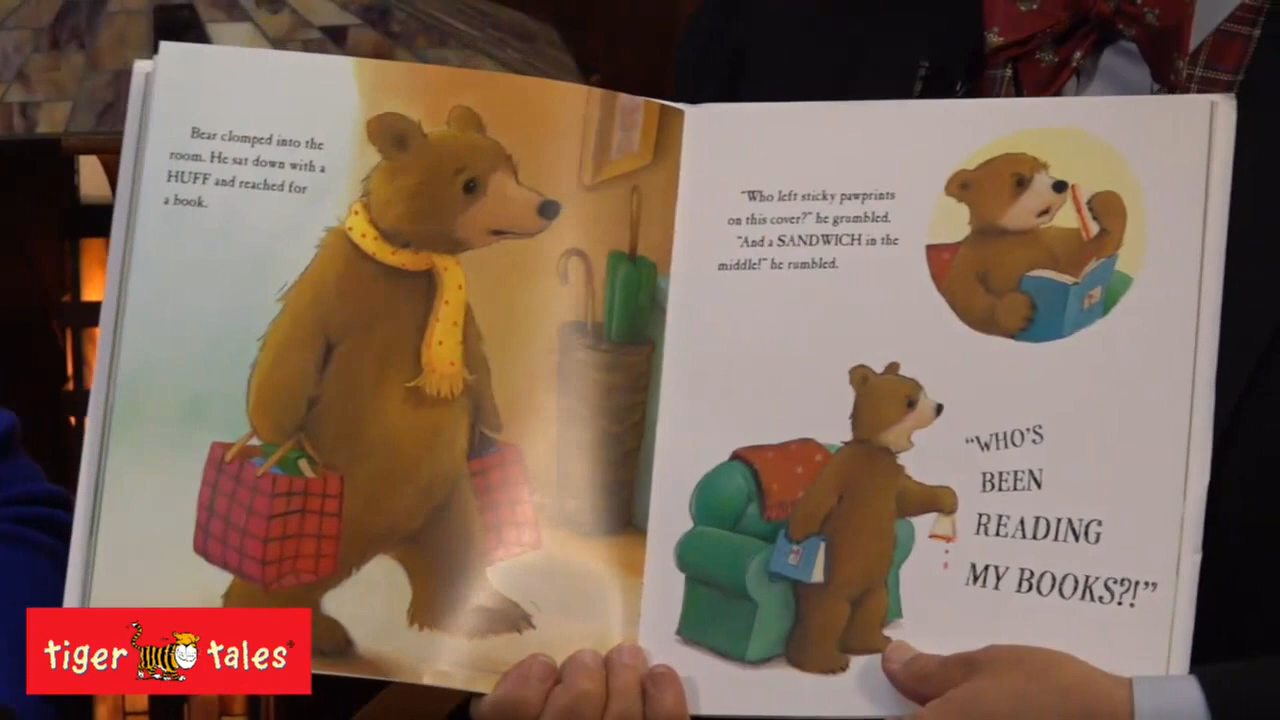 Bear clomped into the
room. He sat down with a
HUFF and reached for
a book.
"Who left sticky pawprints
on this cover?" he grumbled.
"And a SANDWICH in the
middle!" he rumbled.
"WHO'S
BEEN
READING
MY BOOKS?!"
tiger tales®